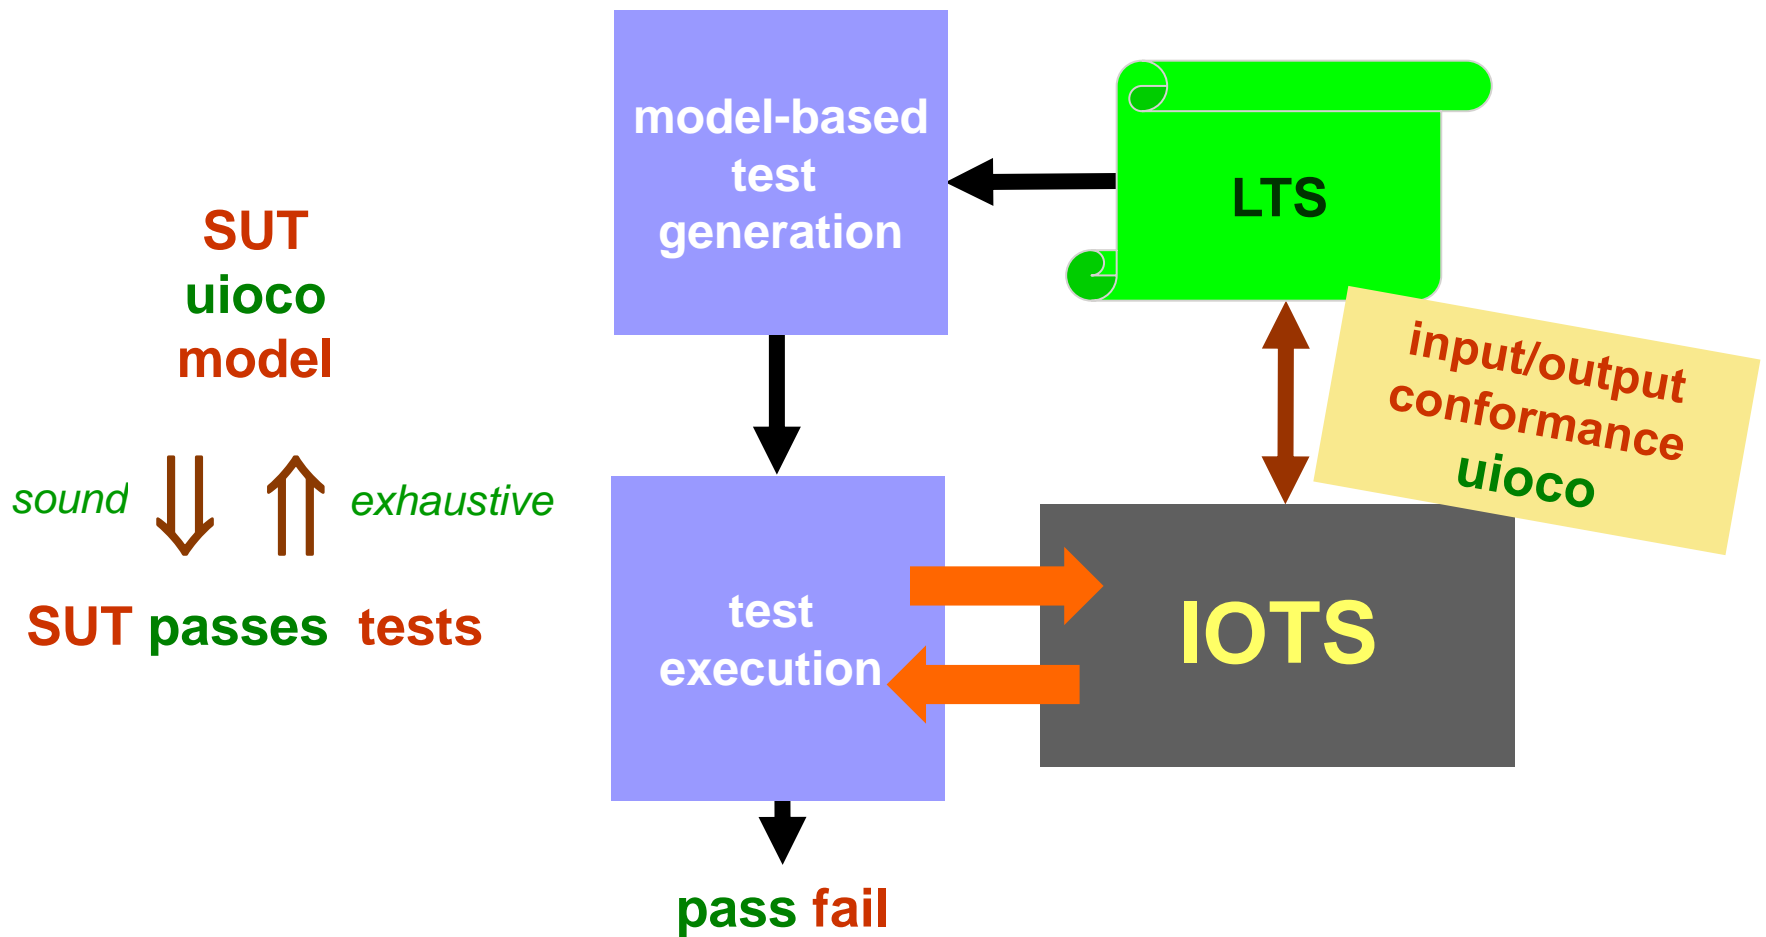 SUT
uioco
model
sound
exhaustive
SUT passes tests
model-based
test
generation
LTS
input/output
conformance
uioco
test
execution
IOTS
pass fail